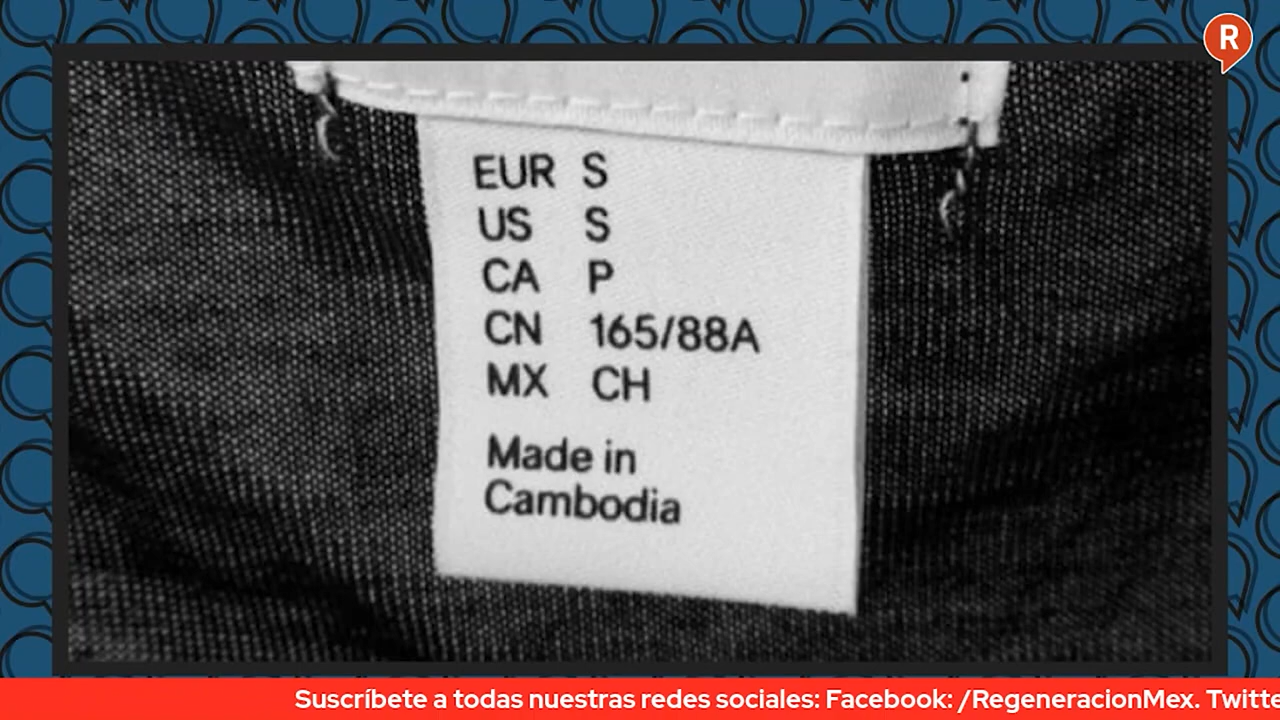 R
EUR S
US S
CA P
CN 165/88A
MX CH
Made in
Cambodia
Suscríbete a todas nuestras redes sociales: Facebook: /RegeneracionMex. Twitte